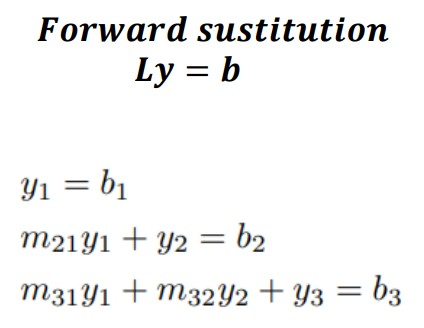 Forward sustitution
Ly = b
y₁ = b₁
m₂₁y₁ + y₂ = b₂
m₃₁y₁ + m₃₂y₂ + y₃ = b₃